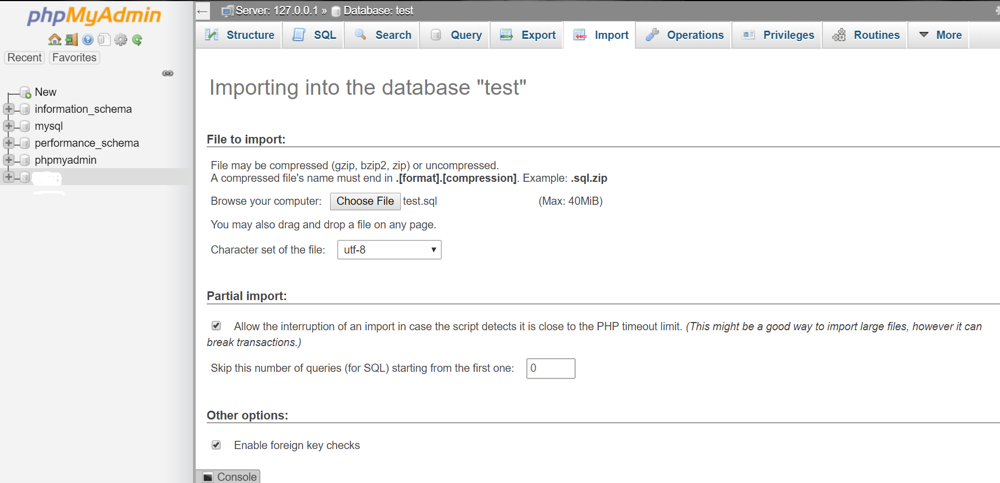 phpMyAdmin
Recent Favorites
New
information_schema
mysql
performance_schema
phpmyadmin
Server: 127.0.0.1 » Database: test
Structure SQL Search Query Export Import Operations Privileges Routines More
Importing into the database "test"
File to import:
File may be compressed (gzip, bzip2, zip) or uncompressed.
A compressed file's name must end in .[format].[compression]. Example: .sql.zip
Browse your computer: Choose File test.sql (Max: 40MiB)
You may also drag and drop a file on any page.
Character set of the file: utf-8
Partial import:
Allow the interruption of an import in case the script detects it is close to the PHP timeout limit. (This might be a good way to import large files, however it can
break transactions.)
Skip this number of queries (for SQL) starting from the first one: 0
Other options:
Enable foreign key checks
Console